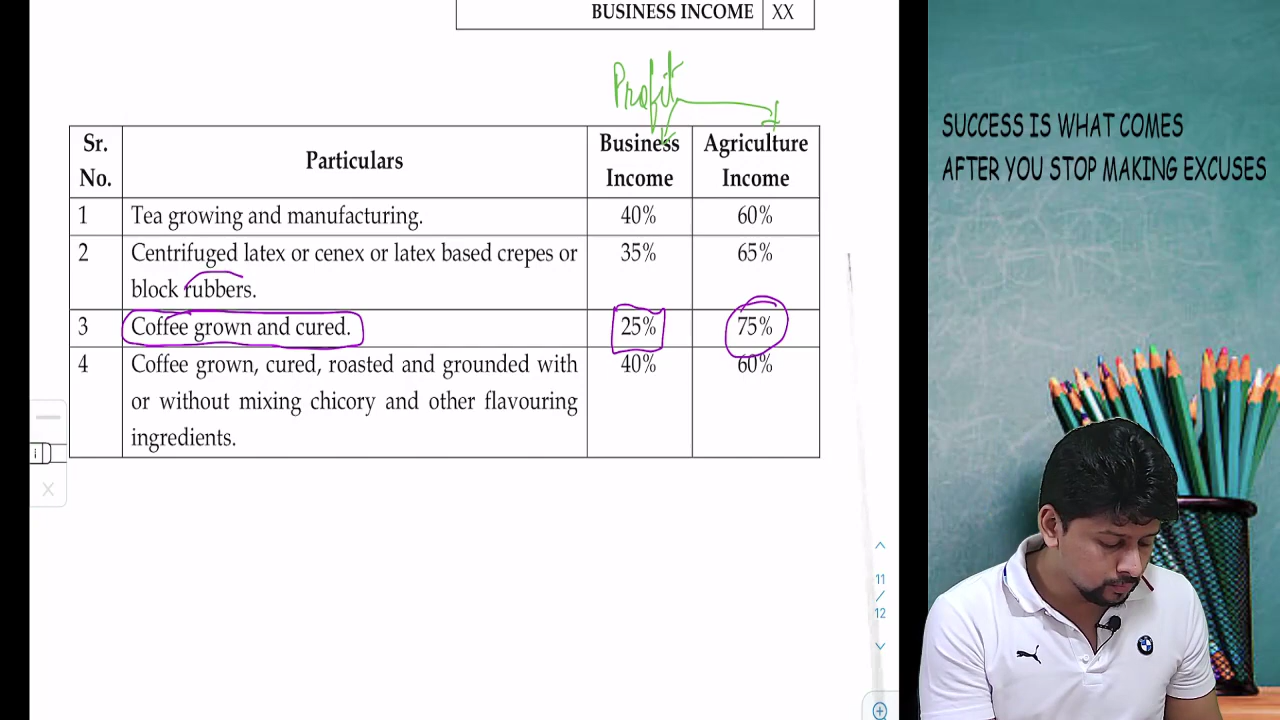 BUSINESS INCOME XX
Profit
Sr. No. Particulars Business Income Agriculture Income
1 Tea growing and manufacturing. 40% 60%
2 Centrifuged latex or cenex or latex based crepes or 35% 65%
block rubbers.
3 Coffee grown and cured. 25% 75%
4 Coffee grown, cured, roasted and grounded with 40% 60%
or without mixing chicory and other flavouring
ingredients.
11
/
12
SUCCESS IS WHAT COMES
AFTER YOU STOP MAKING EXCUSES